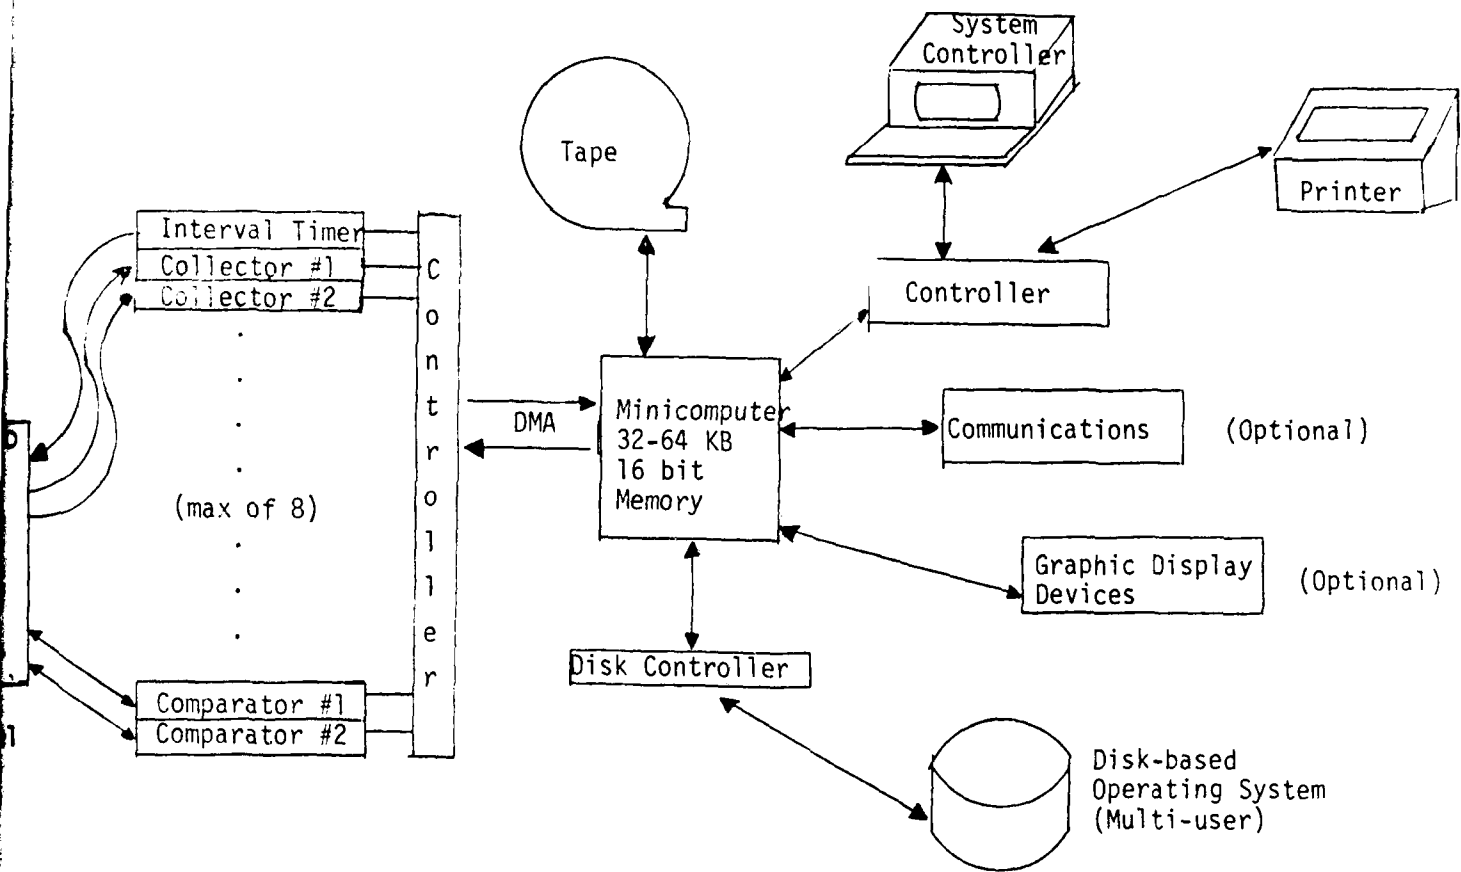 System
Controller
Tape
Printer
Interval Timer
Collector #1
Collector #2
Controller
Controller
DMA
Minicomputer
32-64 KB
16 bit
Memory
Communications
(Optional)
(max of 8)
Graphic Display
Devices
(Optional)
Disk Controller
Comparator #1
Comparator #2
Disk-based
Operating System
(Multi-user)